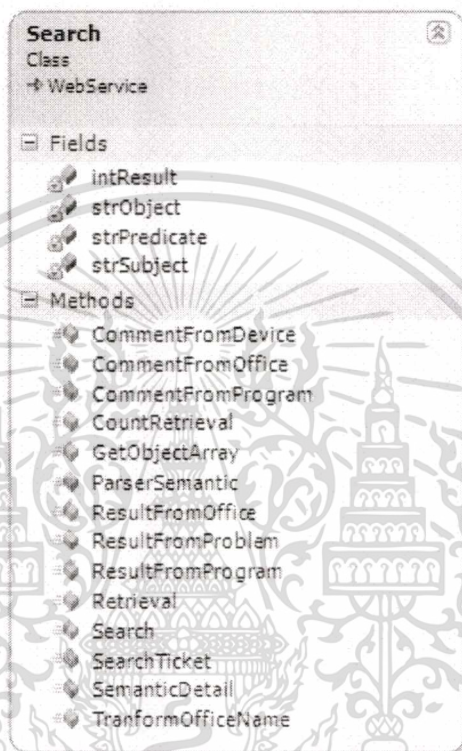 Search
Class
WebService
Fields
intResult
strObject
strPredicate
strSubject
Methods
CommentFromDevice
CommentFromOffice
CommentFromProgram
CountRetrieval
GetObjectArray
ParserSemantic
ResultFromOffice
ResultFromProblem
ResultFromProgram
Retrieval
Search
SearchTicket
SemanticDetail
TranformOfficeName